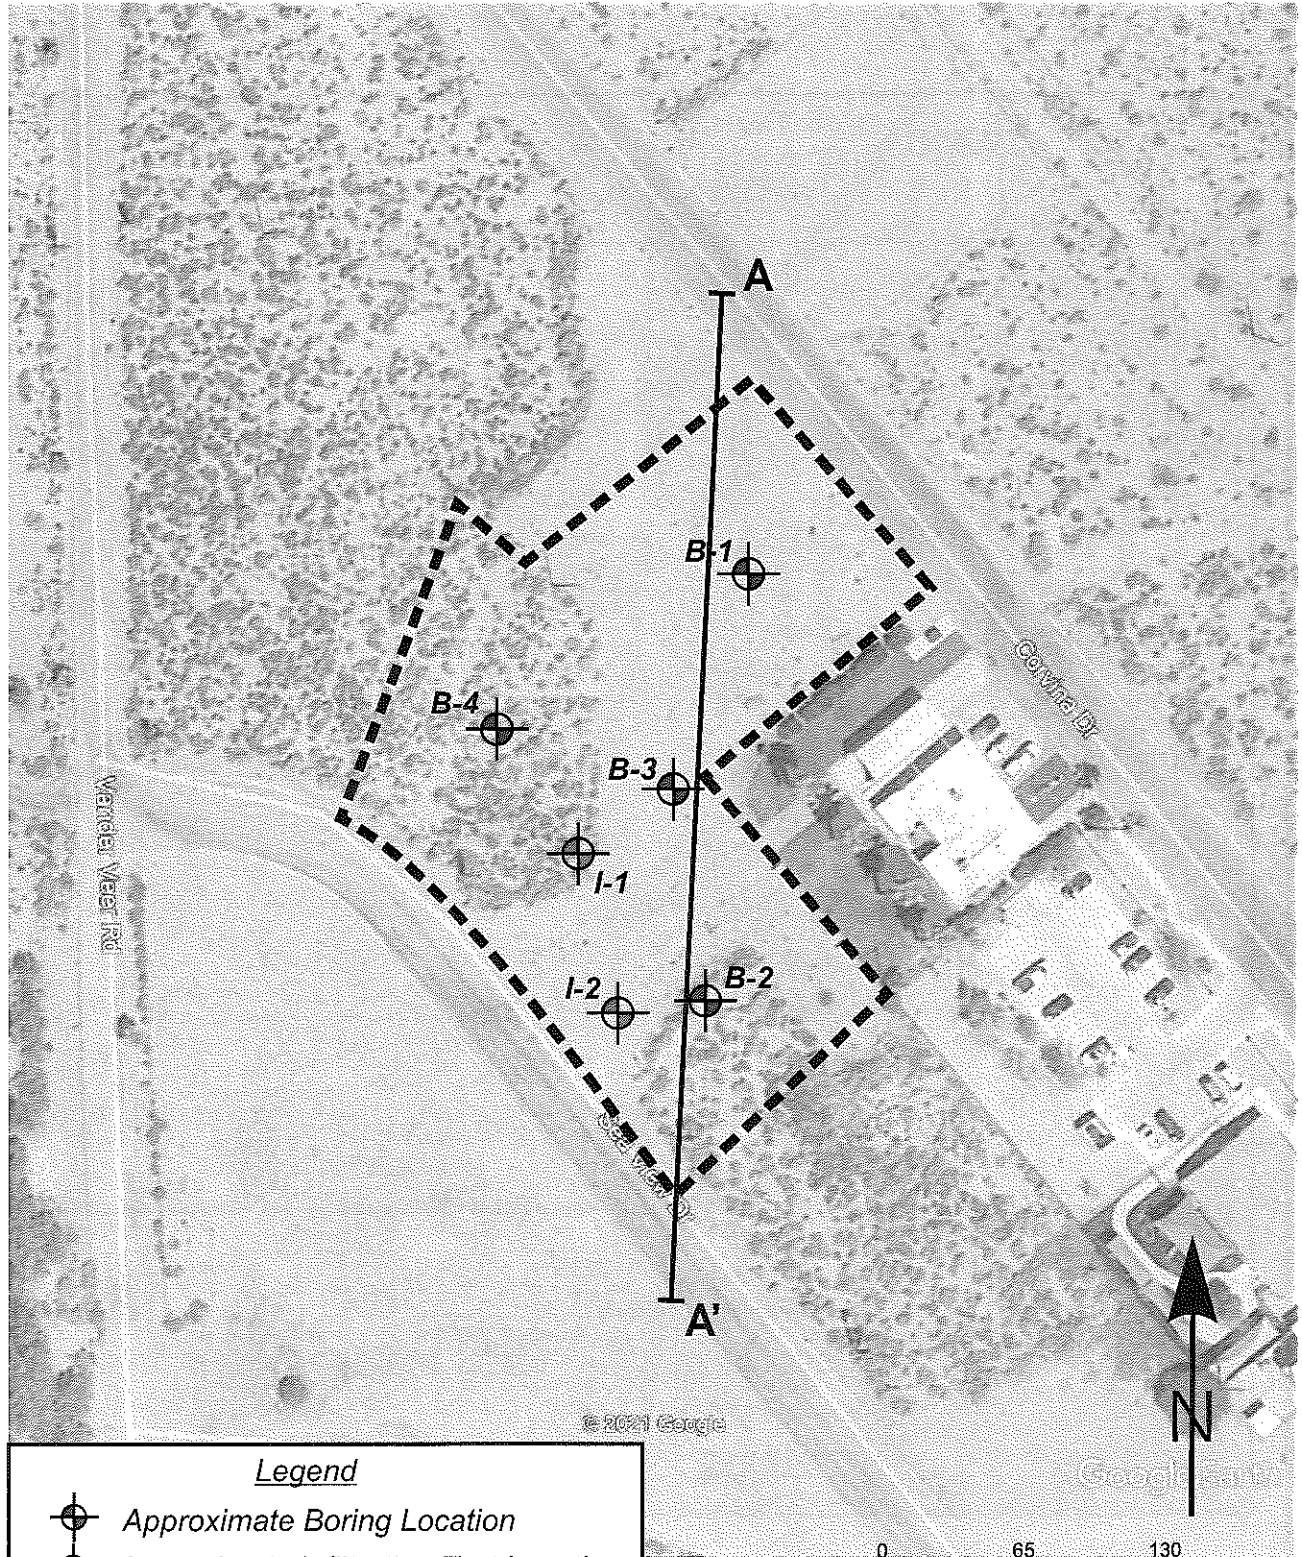 A
B-1
Corvina Dr
B-4
B-3
Vander Veer Rd
I-1
I-2
B-2
Sea View Dr
A'
N
© 2021 Google
Google Earth
Legend
Approximate Boring Location
0 65 130